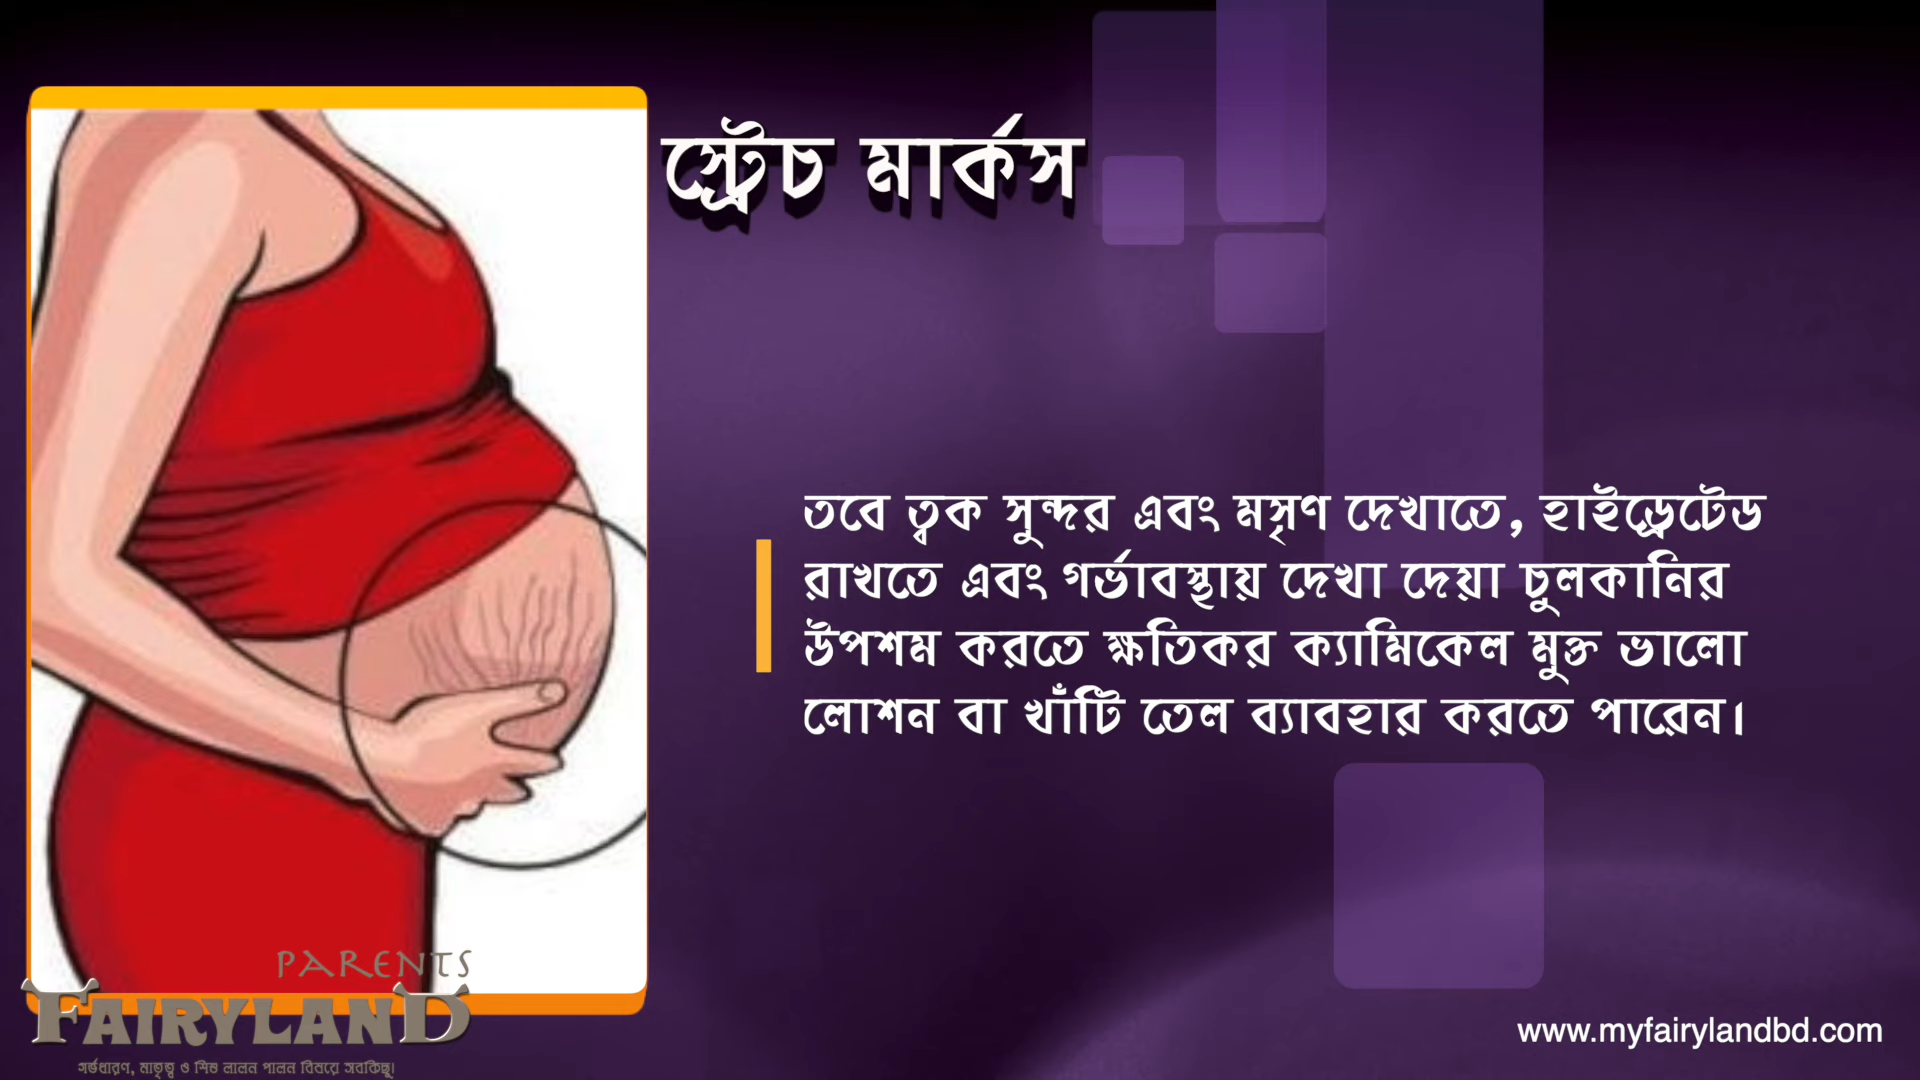 স্ট্রেচ মার্কস
তবে ত্বক সুন্দর এবং মসৃণ দেখাতে, হাইড্রেটেড
রাখতে এবং গর্ভাবস্থায় দেখা দেয়া চুলকানির
উপশম করতে ক্ষতিকর ক্যামিকেল মুক্ত ভালো
লোশন বা খাঁটি তেল ব্যাবহার করতে পারেন।
PARENTS
FAIRYLAND
গর্ভধারণ, মাতৃত্ব ও শিশু লালন পালন বিষয়ে সবকিছু।
www.myfairylandbd.com